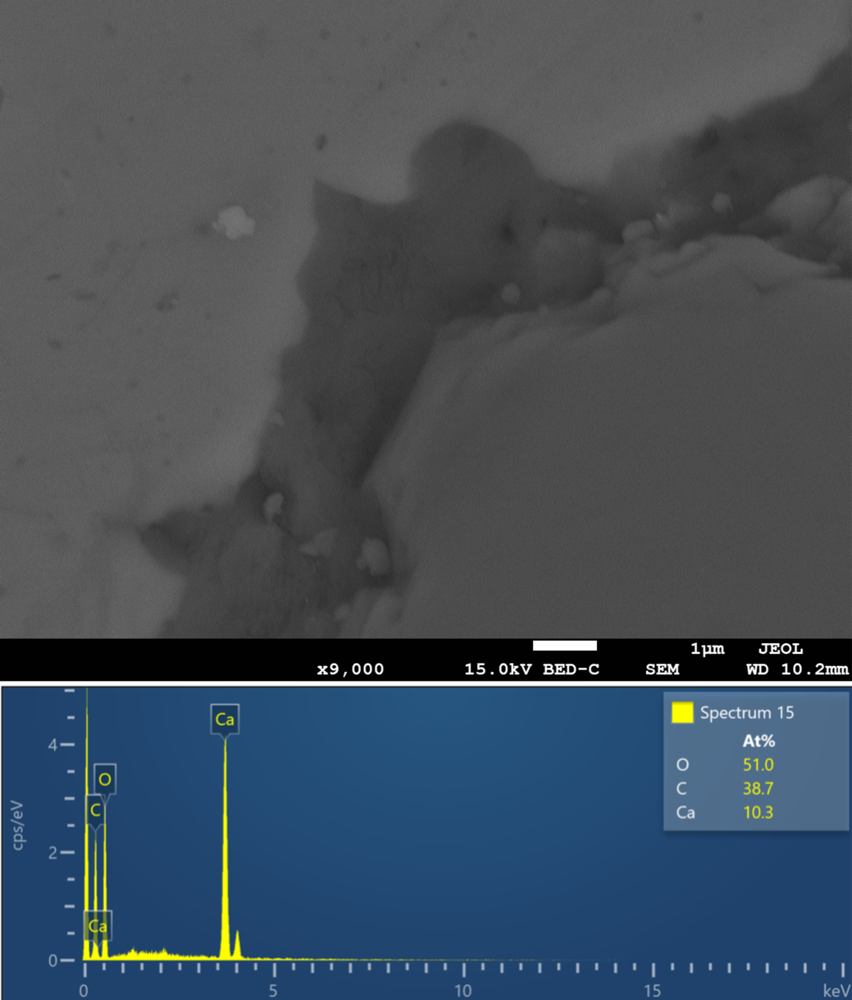 1µm JEOL
x9,000 15.0kV BED-C SEM WD 10.2mm
Spectrum 15
At%
O 51.0
C 38.7
Ca 10.3
Ca
O
C
Ca
cps/eV
4
2
0
0 5 10 15 keV